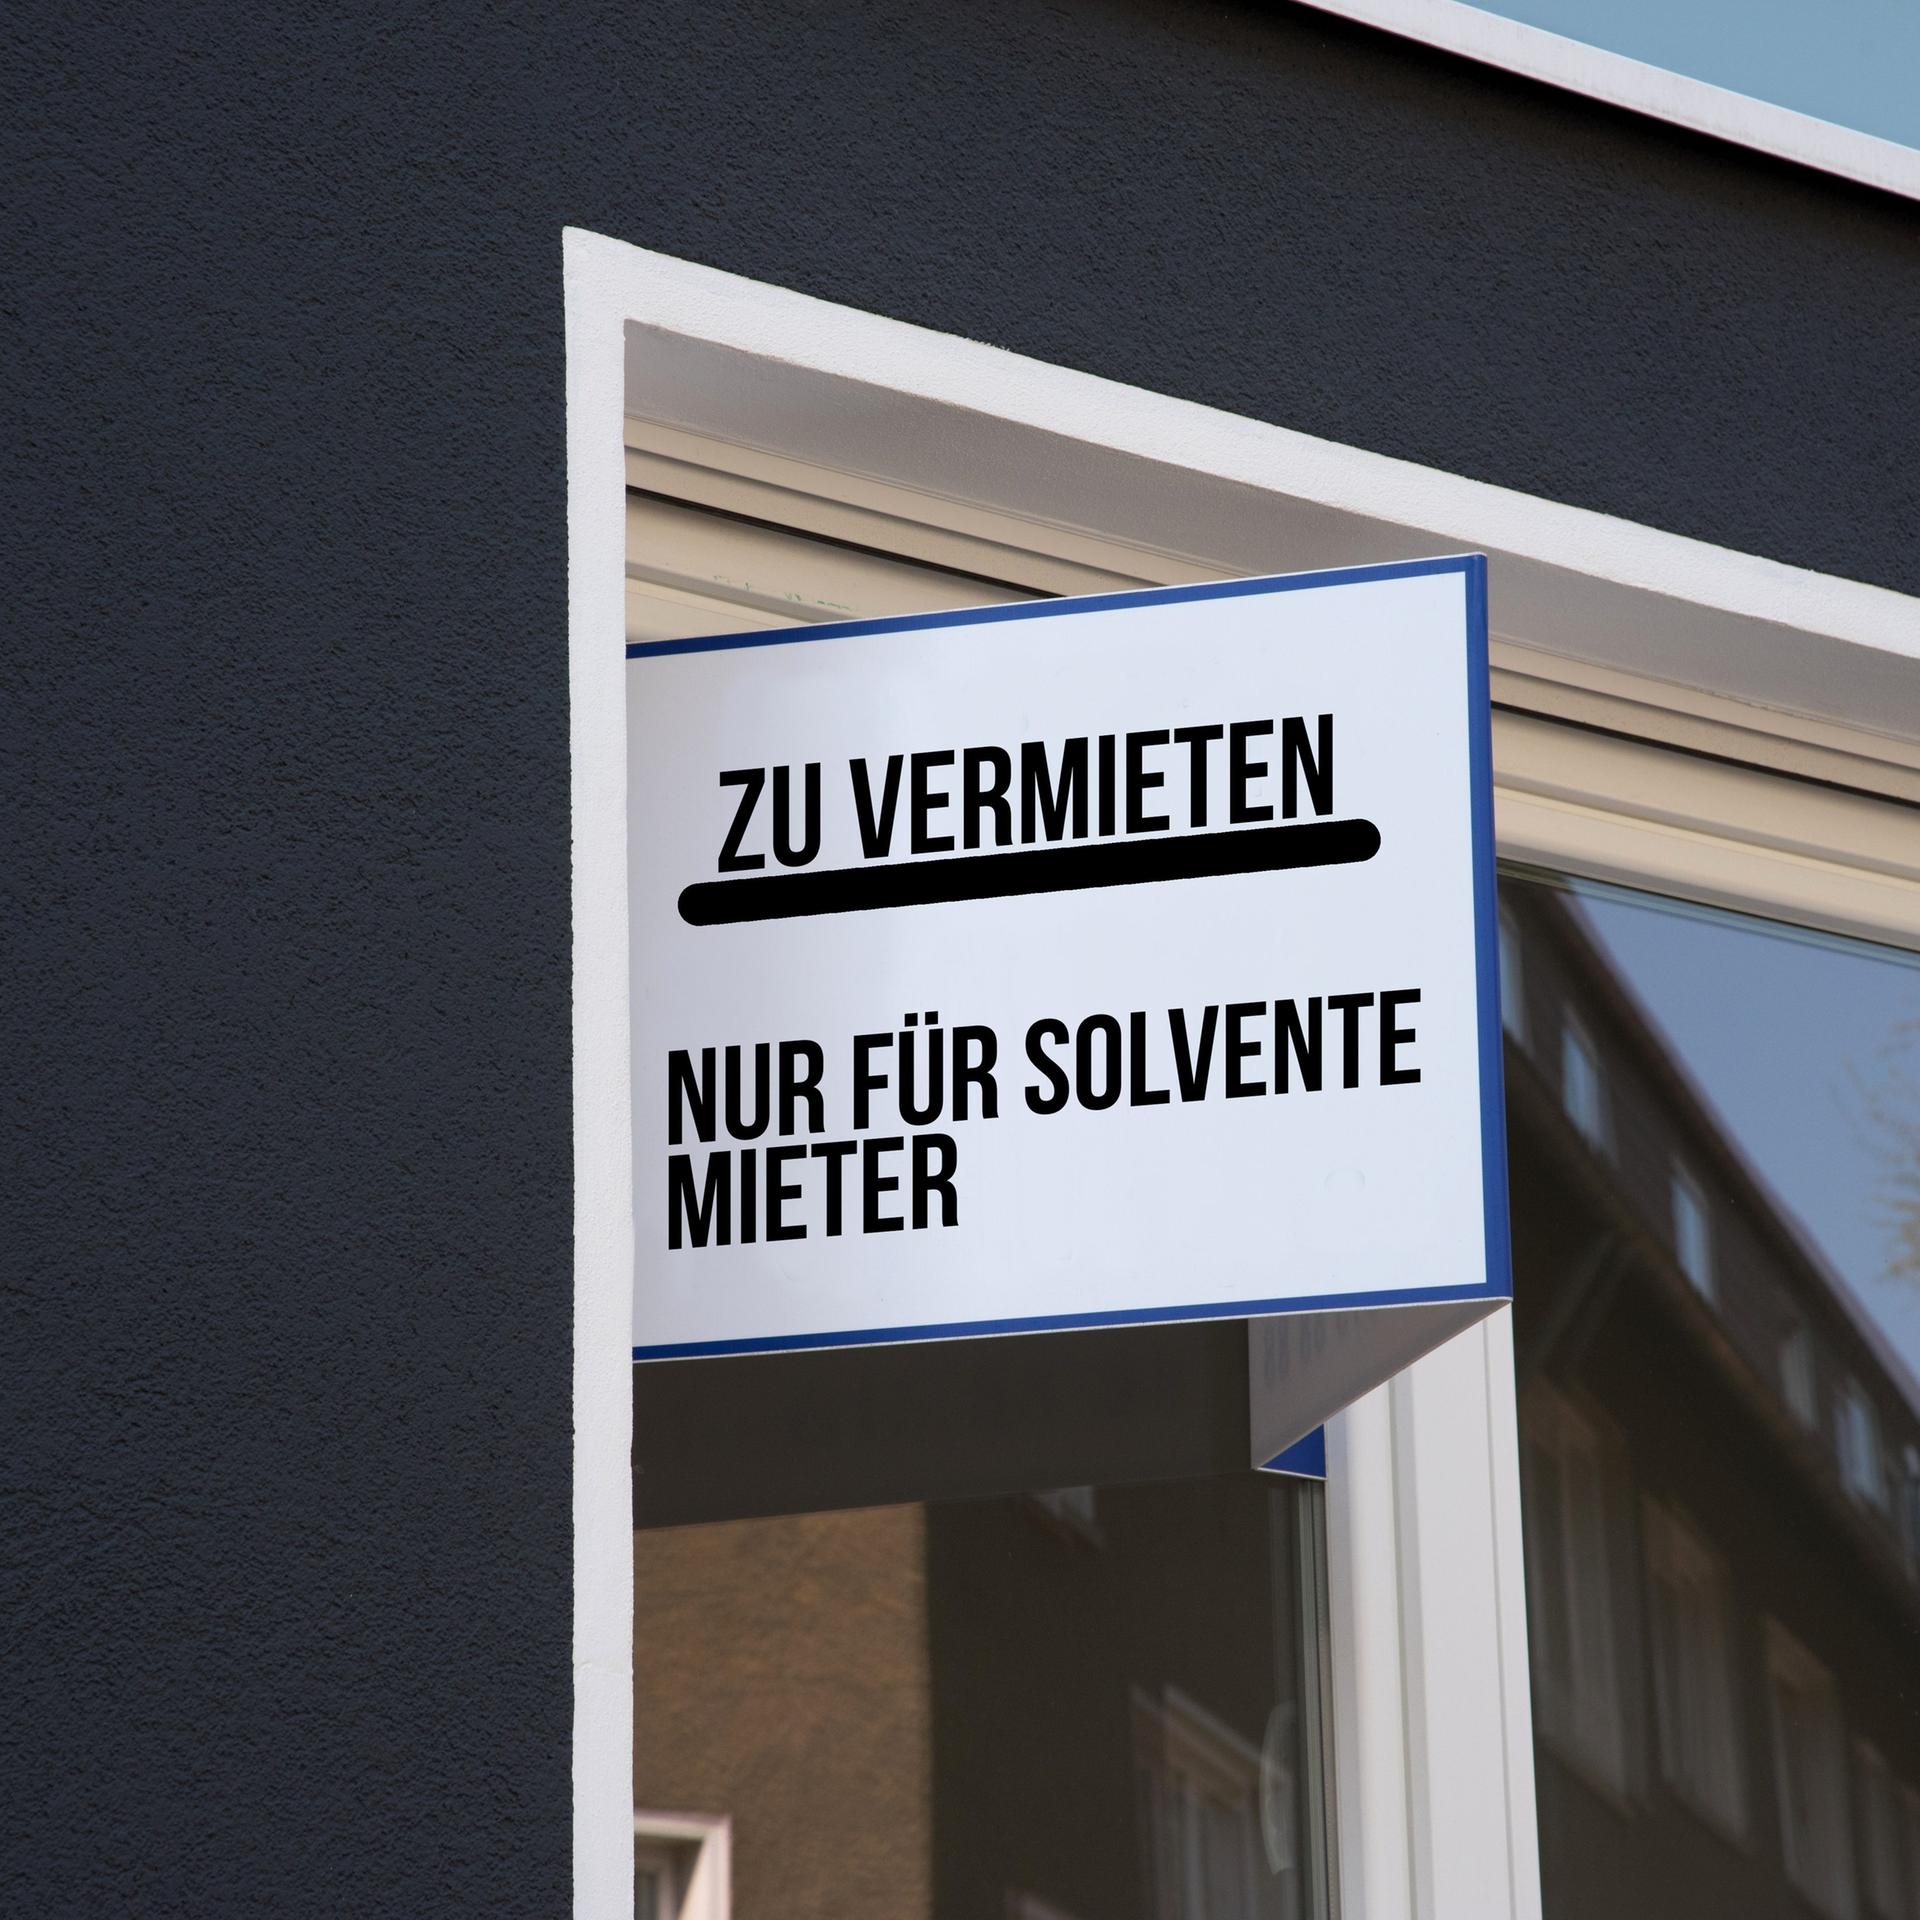 ZU VERMIETEN
NUR FÜR SOLVENTE
MIETER